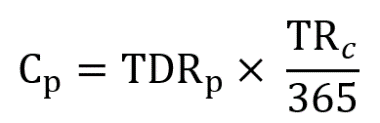 C_p = TDR_p × TR_c / 365